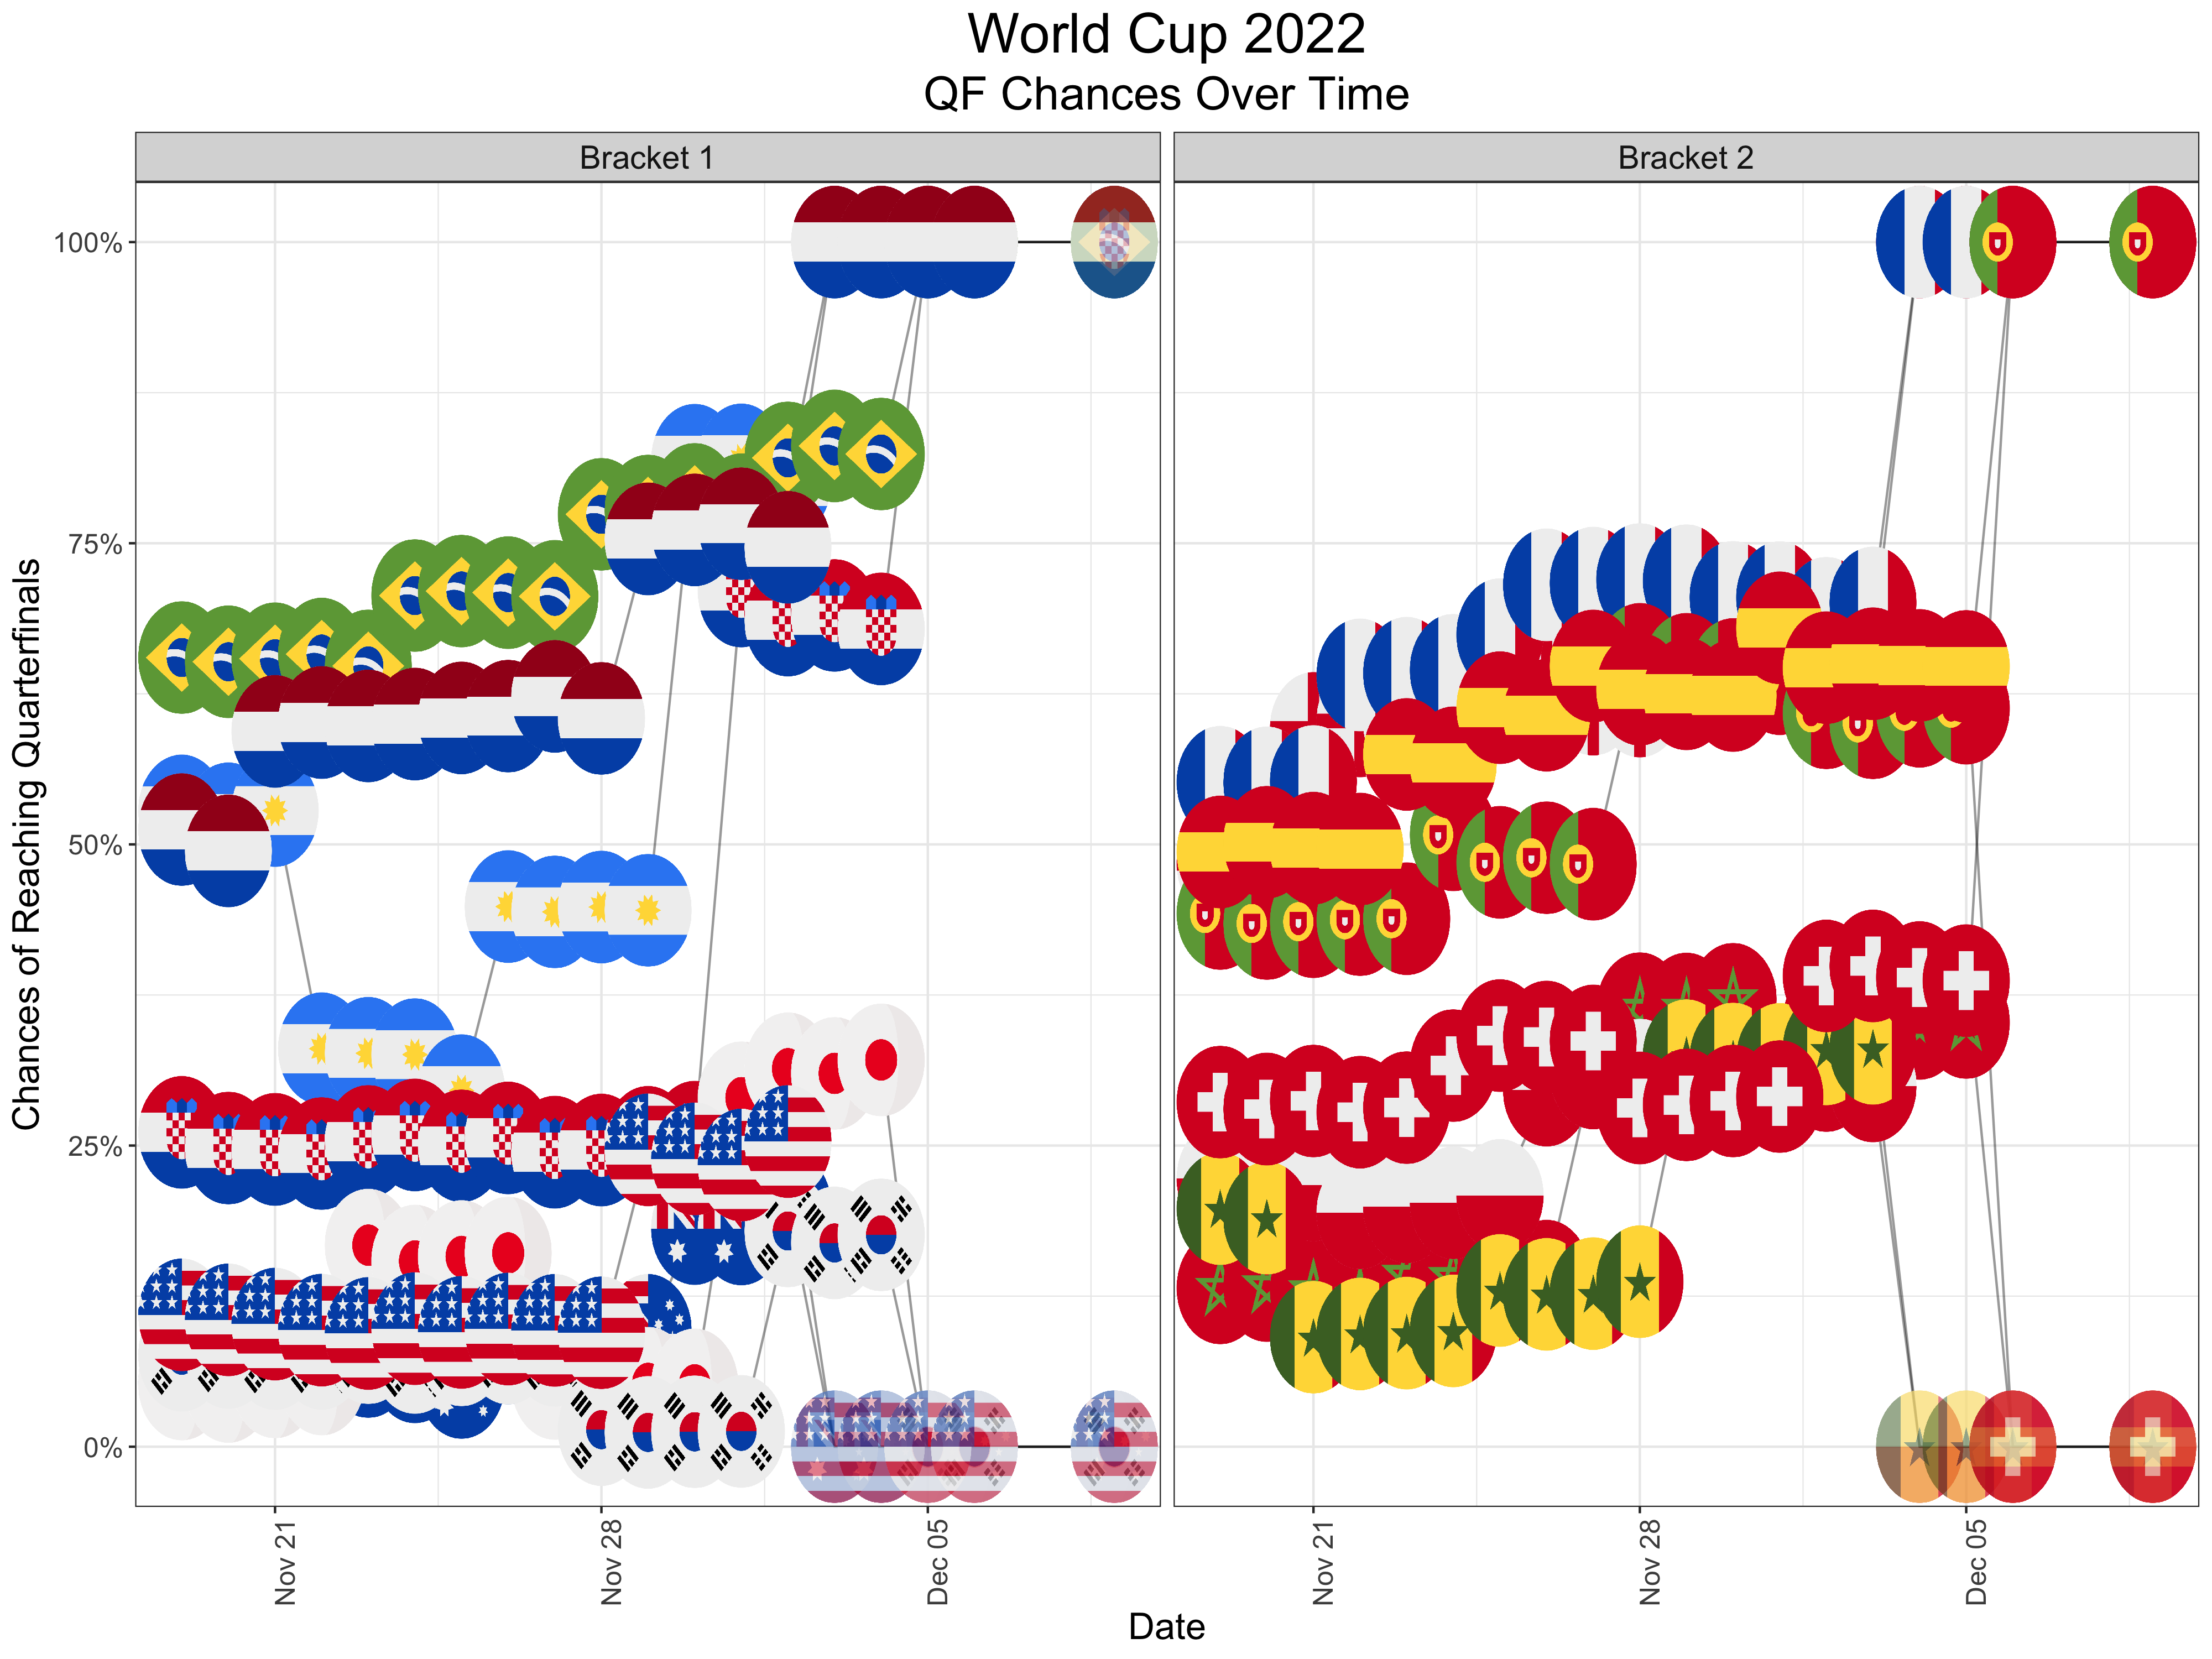 World Cup 2022
QF Chances Over Time
Bracket 1
Bracket 2
Chances of Reaching Quarterfinals
100%
75%
50%
25%
0%
Nov 21
Nov 28
Dec 05
Nov 21
Nov 28
Dec 05
Date